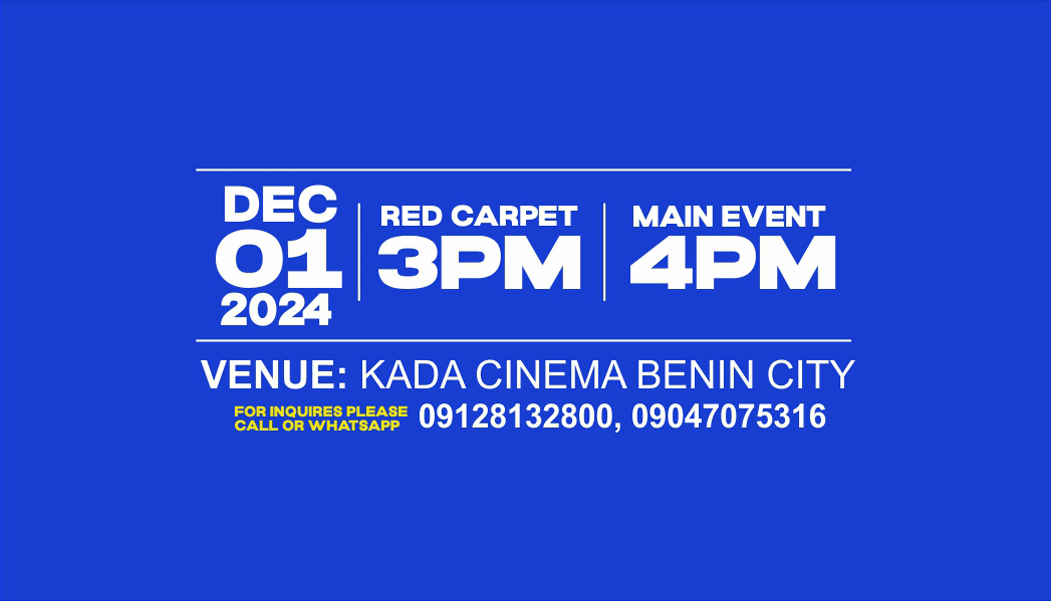 DEC
01
2024
RED CARPET
3PM
MAIN EVENT
4PM
VENUE: KADA CINEMA BENIN CITY
FOR INQUIRES PLEASE
CALL OR WHATSAPP
09128132800, 09047075316